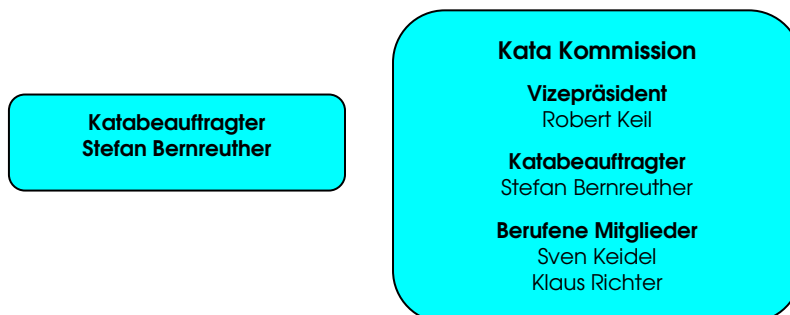 Katabeauftragter
Stefan Bernreuther
Kata Kommission
Vizepräsident
Robert Keil
Katabeauftragter
Stefan Bernreuther
Berufene Mitglieder
Sven Keidel
Klaus Richter